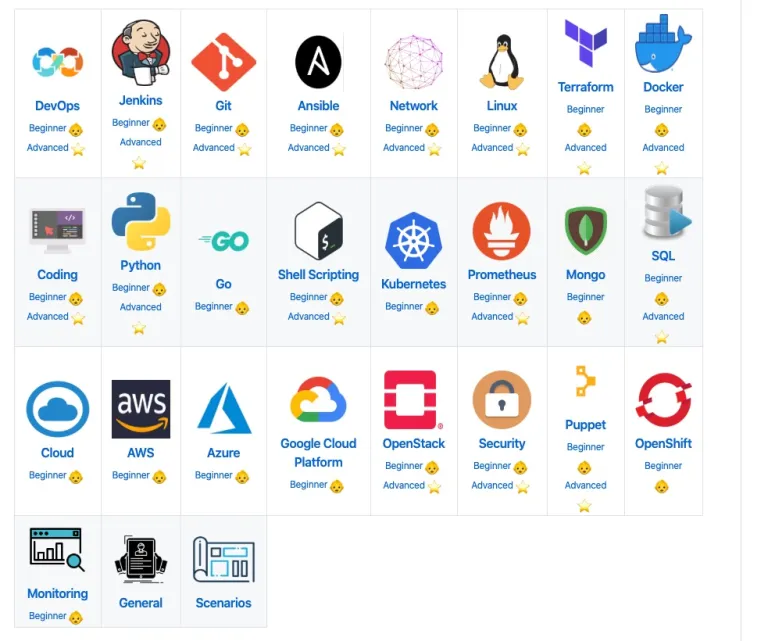 DevOps
Beginner
Advanced
Jenkins
Beginner
Advanced
Git
Beginner
Advanced
Ansible
Beginner
Advanced
Network
Beginner
Advanced
Linux
Beginner
Advanced
Terraform
Beginner
Advanced
Docker
Beginner
Advanced
</>
Coding
Beginner
Advanced
Python
Beginner
Advanced
GO
Go
Beginner
$_
Shell Scripting
Beginner
Advanced
Kubernetes
Beginner
Prometheus
Beginner
Advanced
Mongo
Beginner
SQL
Beginner
Advanced
Cloud
Beginner
aws
AWS
Beginner
Azure
Beginner
Google Cloud
Platform
Beginner
®
OpenStack
Beginner
Advanced
Security
Beginner
Advanced
Puppet
Beginner
Advanced
OpenShift
Beginner
Monitoring
Beginner
General
Scenarios